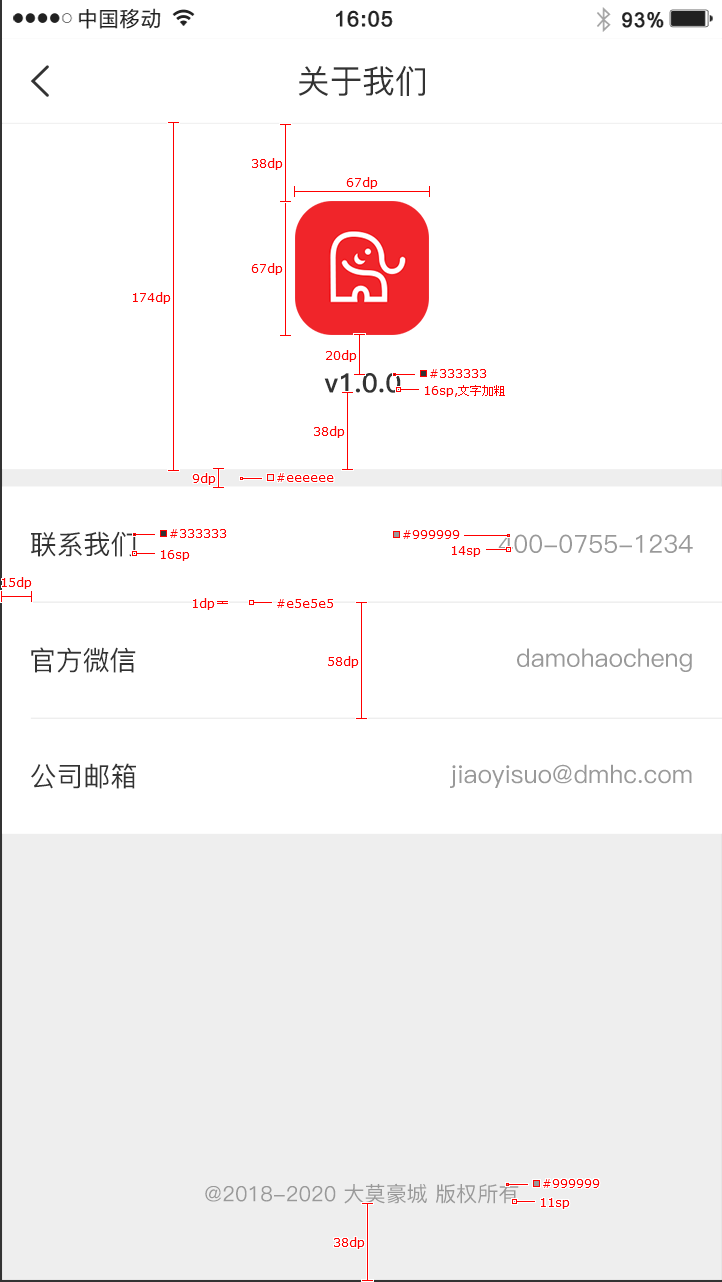 中国移动 16:05 93%
关于我们
38dp
67dp
67dp
174dp
20dp
#333333
v1.0.0
16sp,文字加粗
38dp
9dp #eeeeee
#333333 #999999
联系我们 400-0755-1234
16sp 14sp
15dp
1dp #e5e5e5
官方微信 58dp damohaocheng
公司邮箱 jiaoyisuo@dmhc.com
#999999
@2018-2020 大莫豪城 版权所有
11sp
38dp